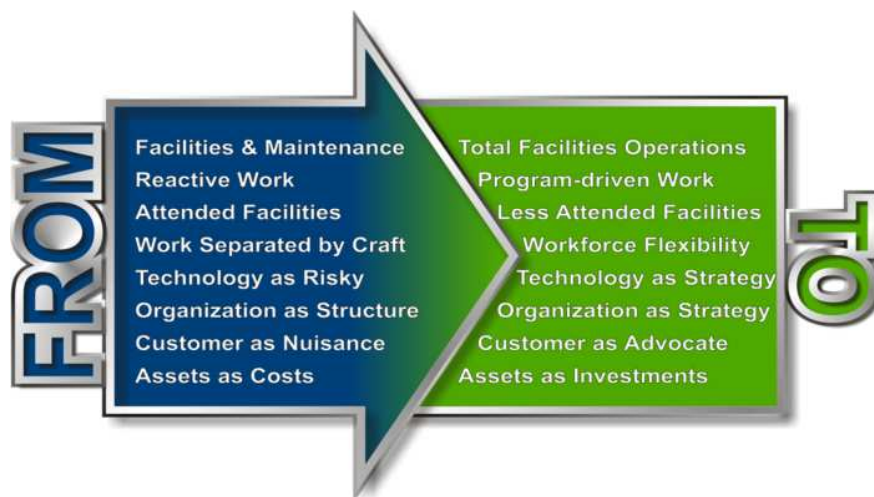 FROM
Facilities & Maintenance
Reactive Work
Attended Facilities
Work Separated by Craft
Technology as Risky
Organization as Structure
Customer as Nuisance
Assets as Costs
Total Facilities Operations
Program-driven Work
Less Attended Facilities
Workforce Flexibility
Technology as Strategy
Organization as Strategy
Customer as Advocate
Assets as Investments
TO